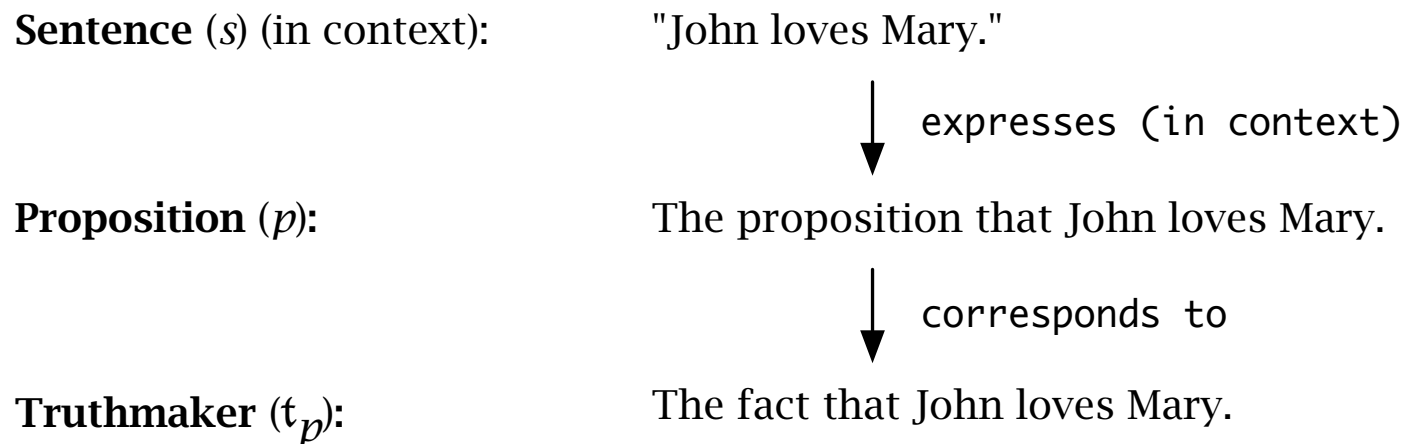 Sentence (s) (in context): "John loves Mary."
expresses (in context)
Proposition (p): The proposition that John loves Mary.
corresponds to
Truthmaker (tₚ): The fact that John loves Mary.